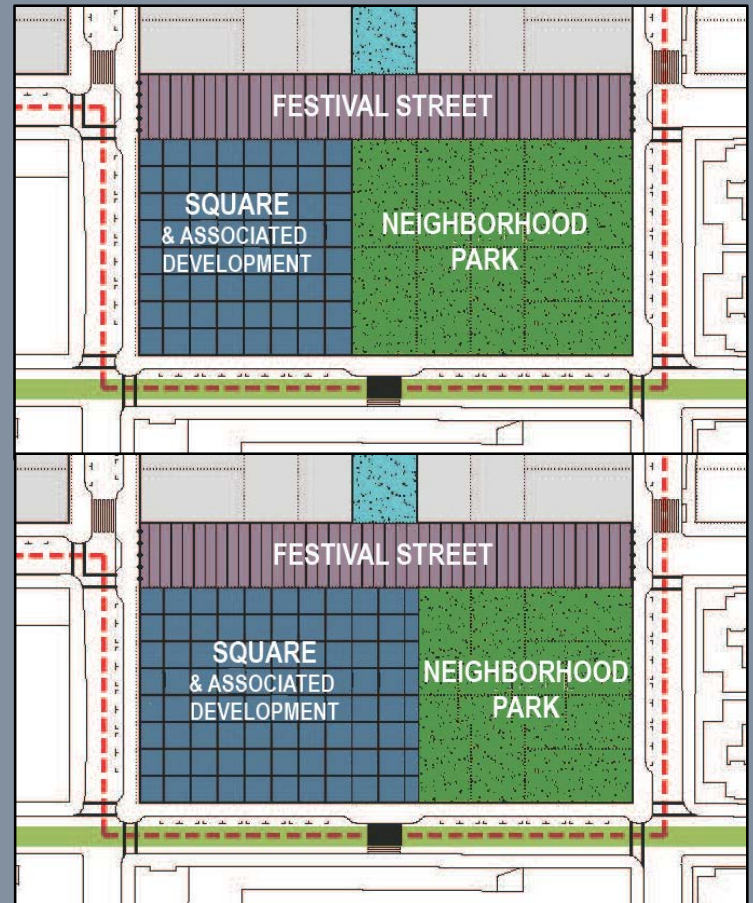 FESTIVAL STREET
SQUARE
& ASSOCIATED
DEVELOPMENT
NEIGHBORHOOD
PARK
FESTIVAL STREET
SQUARE
& ASSOCIATED
DEVELOPMENT
NEIGHBORHOOD
PARK